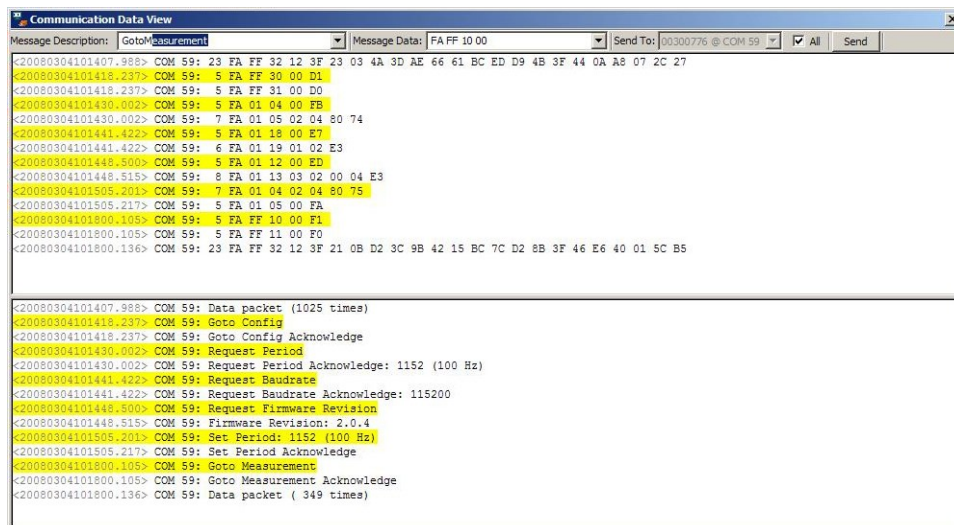 Communication Data View
Message Description: GotoMeasurement Message Data: FA FF 10 00 Send To: 00300776 @ COM 59 All Send
<20080304101407.988> COM 59: 23 FA FF 32 12 3F 23 03 4A 3D AE 66 61 BC ED D9 4B 3F 44 0A A8 07 2C 27
<20080304101418.237> COM 59: 5 FA FF 30 00 D1
<20080304101418.237> COM 59: 5 FA FF 31 00 D0
<20080304101430.002> COM 59: 5 FA 01 04 00 FB
<20080304101430.002> COM 59: 7 FA 01 05 02 04 80 74
<20080304101441.422> COM 59: 5 FA 01 18 00 E7
<20080304101441.422> COM 59: 6 FA 01 19 01 02 E3
<20080304101448.500> COM 59: 5 FA 01 12 00 ED
<20080304101448.515> COM 59: 8 FA 01 13 03 02 00 04 E3
<20080304101505.201> COM 59: 7 FA 01 04 02 04 80 75
<20080304101505.217> COM 59: 5 FA 01 05 00 FA
<20080304101800.105> COM 59: 5 FA FF 10 00 F1
<20080304101800.105> COM 59: 5 FA FF 11 00 F0
<20080304101800.136> COM 59: 23 FA FF 32 12 3F 21 0B D2 3C 9B 42 15 BC 7C D2 8B 3F 46 E6 40 01 5C B5
<20080304101407.988> COM 59: Data packet (1025 times)
<20080304101418.237> COM 59: Goto Config
<20080304101418.237> COM 59: Goto Config Acknowledge
<20080304101430.002> COM 59: Request Period
<20080304101430.002> COM 59: Request Period Acknowledge: 1152 (100 Hz)
<20080304101441.422> COM 59: Request Baudrate
<20080304101441.422> COM 59: Request Baudrate Acknowledge: 115200
<20080304101448.500> COM 59: Request Firmware Revision
<20080304101448.515> COM 59: Firmware Revision: 2.0.4
<20080304101505.201> COM 59: Set Period: 1152 (100 Hz)
<20080304101505.217> COM 59: Set Period Acknowledge
<20080304101800.105> COM 59: Goto Measurement
<20080304101800.105> COM 59: Goto Measurement Acknowledge
<20080304101800.136> COM 59: Data packet ( 349 times)